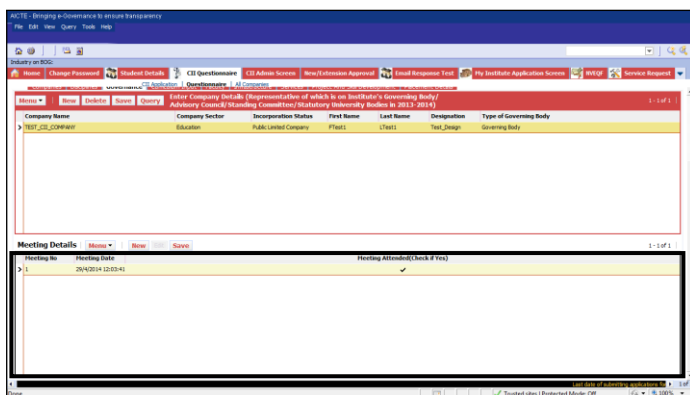 AICTE - Bringing e-Governance to ensure transparency
File Edit View Query Tools Help
Industry on BOG:
Home Change Password Student Details CII Questionnaire CII Admin Screen New/Extension Approval Email Response Test My Institute Application Screen NVEQF Service Request
CII Application | Questionnaire | All Companies
Governance
Menu New Delete Save Query Enter Company Details (Representative of which is on Institute's Governing Body/
Advisory Council/Standing Committee/Statutory University Bodies in 2013-2014) 1 - 1 of 1
Company Name Company Sector Incorporation Status First Name Last Name Designation Type of Governing Body
TEST_CII_COMPANY Education Public Limited Company FTest1 LTest1 Test_Design Governing Body
Meeting Details Menu New Save 1 - 1 of 1
Meeting No Meeting Date Meeting Attended(Check if Yes)
1 29/4/2014 12:03:41 ✓
Last date of submitting applications for 1 of
Done Trusted sites | Protected Mode: Off 100%